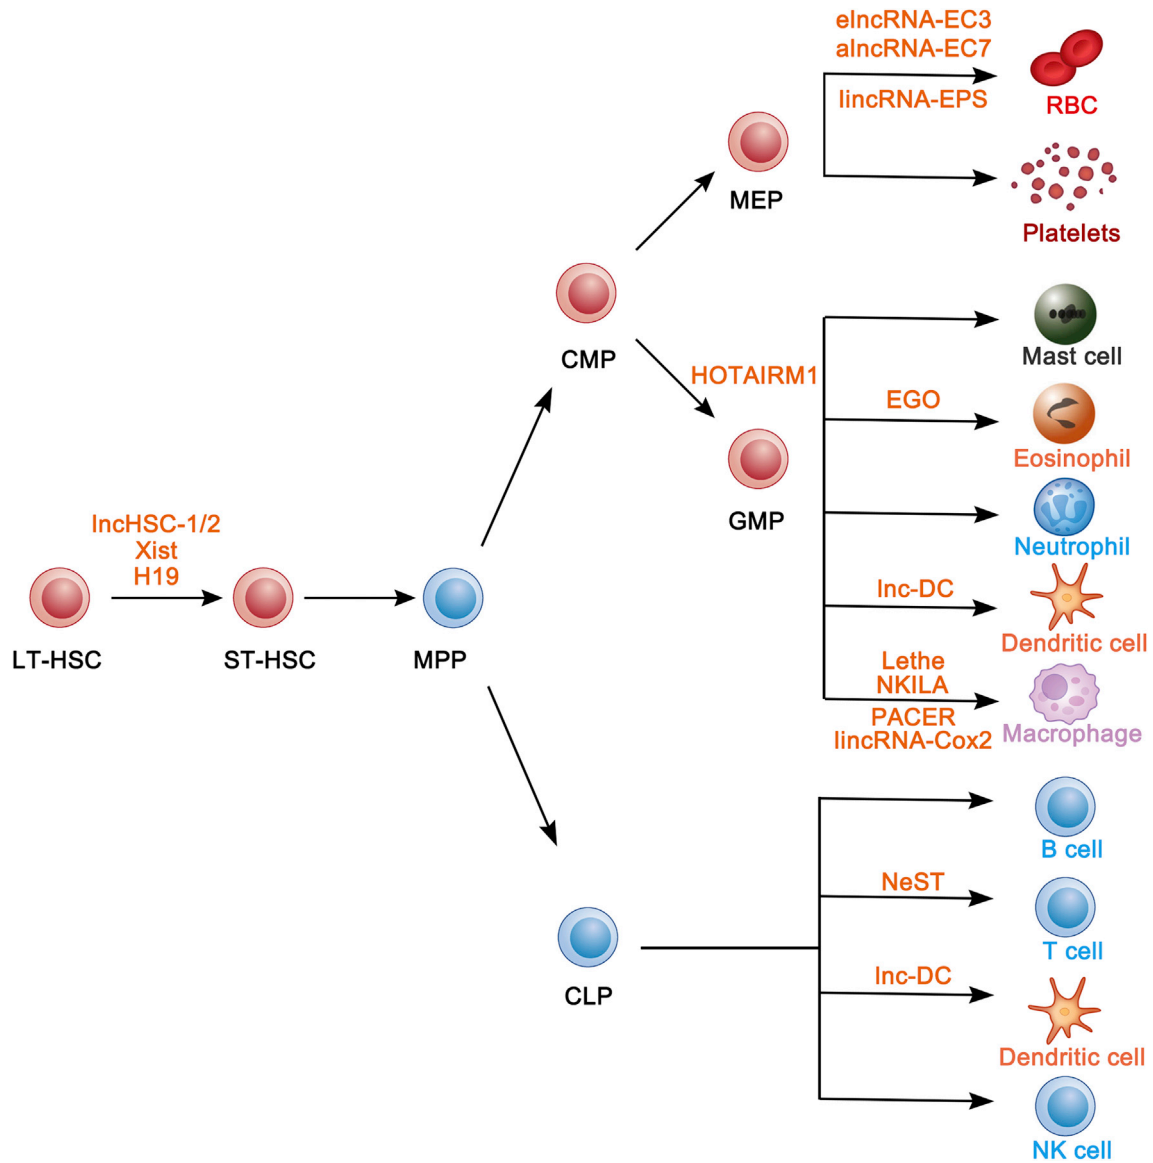 elncRNA-EC3
alncRNA-EC7
lincRNA-EPS
RBC
MEP
Platelets
CMP
HOTAIRM1
GMP
Mast cell
EGO
Eosinophil
Neutrophil
lnc-DC
Dendritic cell
Lethe
NKILA
PACER
lincRNA-Cox2
Macrophage
lncHSC-1/2
Xist
H19
LT-HSC
ST-HSC
MPP
CLP
B cell
NeST
T cell
lnc-DC
Dendritic cell
NK cell